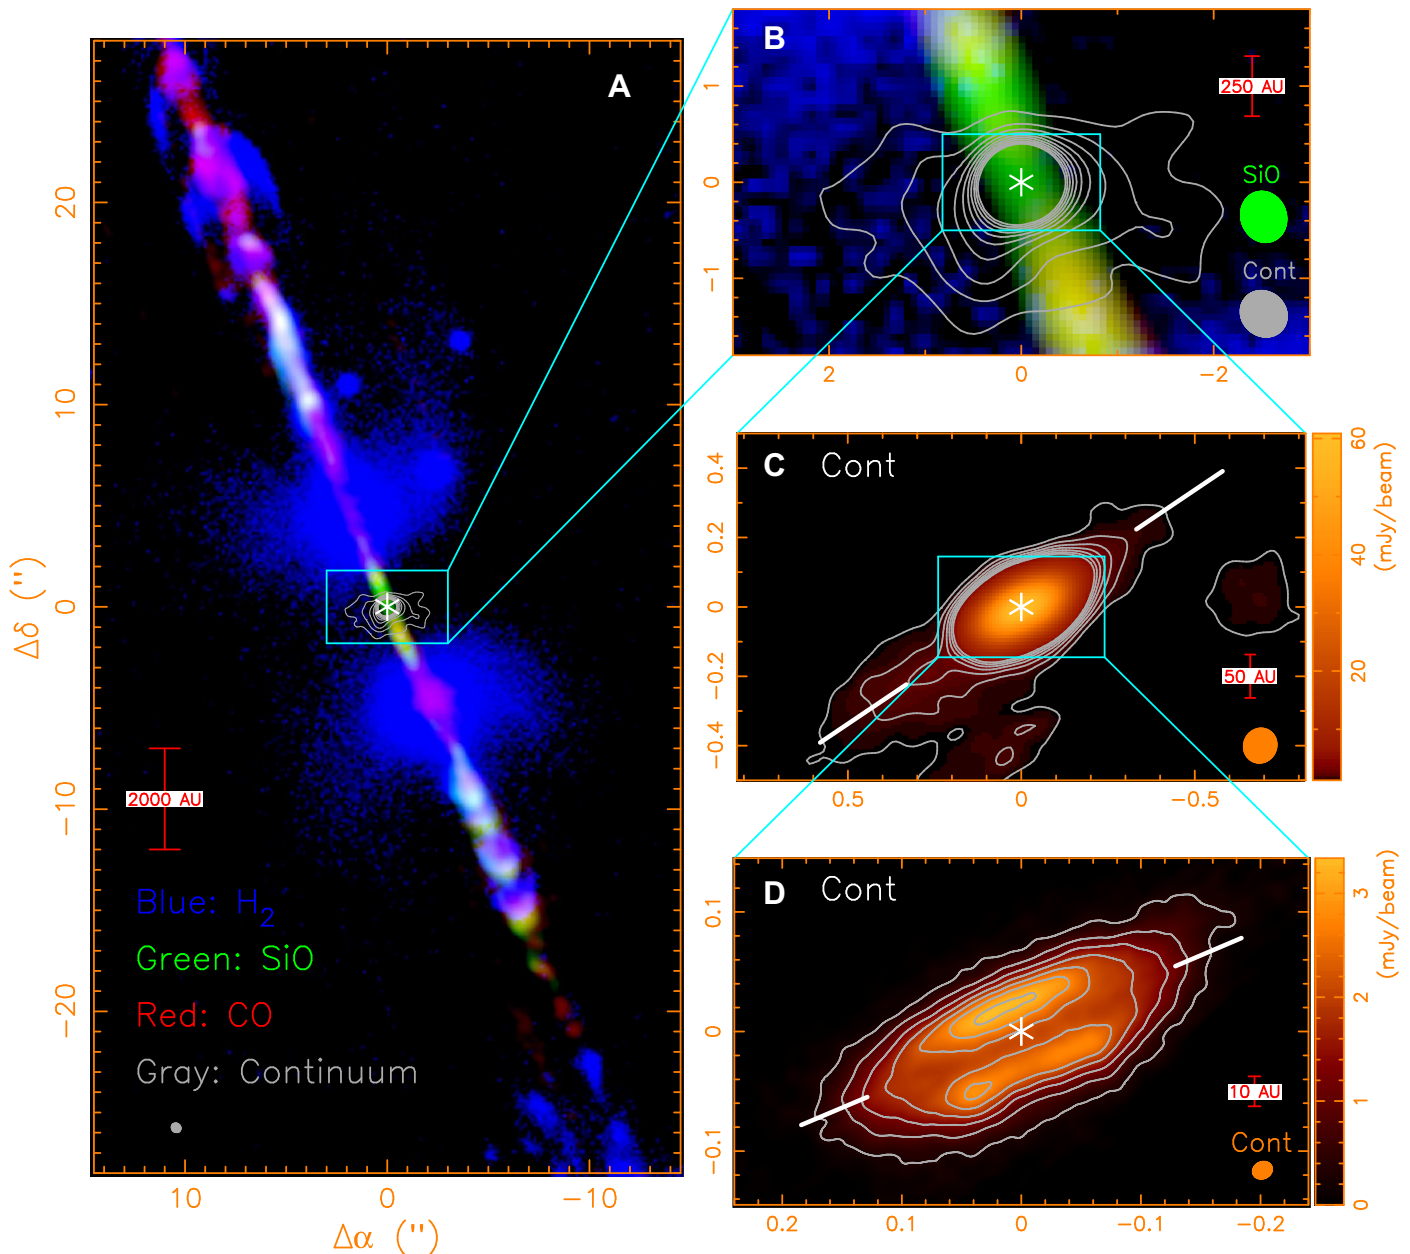 A
20
10
0
−10
−20
Δδ (")
2000 AU
Blue: H2
Green: SiO
Red: CO
Gray: Continuum
10
0
−10
Δα (")
B
1
0
−1
250 AU
SiO
Cont
2
0
−2
C
Cont
0.4
0.2
0
−0.2
−0.4
50 AU
0.5
0
−0.5
60
40
20
(mJy/beam)
D
Cont
0.1
0
−0.1
10 AU
Cont
0.2
0.1
0
−0.1
−0.2
3
2
1
0
(mJy/beam)